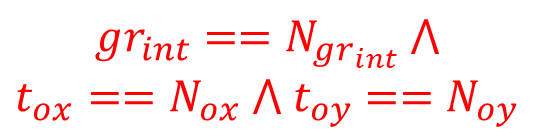 gr_int == N_gr_int ∧
t_ox == N_ox ∧ t_oy == N_oy